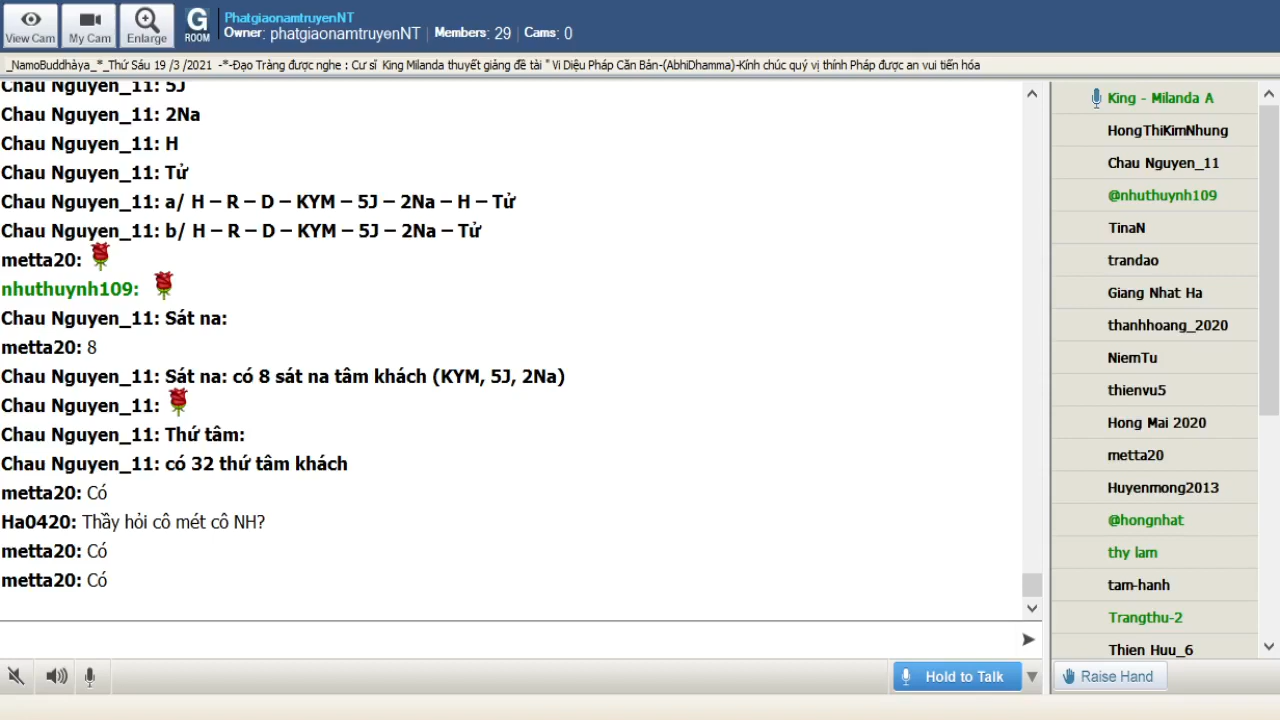 View Cam
My Cam
Enlarge
G
ROOM
PhatgiaonamtruyenNT
Owner: phatgiaonamtruyenNT | Members: 29 | Cams: 0
_NamoBuddhàya_*_Thứ Sáu 19 /3 /2021 -*-Đạo Tràng được nghe : Cư sĩ King Milanda thuyết giảng đề tài " Vi Diệu Pháp Căn Bản-(AbhiDhamma)-Kính chúc quý vị thính Pháp được an vui tiến hóa
Chau Nguyen_11: 5J
Chau Nguyen_11: 2Na
Chau Nguyen_11: H
Chau Nguyen_11: Tử
Chau Nguyen_11: a/ H – R – D – KYM – 5J – 2Na – H – Tử
Chau Nguyen_11: b/ H – R – D – KYM – 5J – 2Na – Tử
metta20:
nhuthuynh109:
Chau Nguyen_11: Sát na:
metta20: 8
Chau Nguyen_11: Sát na: có 8 sát na tâm khách (KYM, 5J, 2Na)
Chau Nguyen_11:
Chau Nguyen_11: Thứ tâm:
Chau Nguyen_11: có 32 thứ tâm khách
metta20: Có
Ha0420: Thầy hỏi cô mét cô NH?
metta20: Có
metta20: Có
King - Milanda A
HongThiKimNhung
Chau Nguyen_11
@nhuthuynh109
TinaN
trandao
Giang Nhat Ha
thanhhoang_2020
NiemTu
thienvu5
Hong Mai 2020
metta20
Huyenmong2013
@hongnhat
thy lam
tam-hanh
Trangthu-2
Thien Huu_6
Hold to Talk
Raise Hand